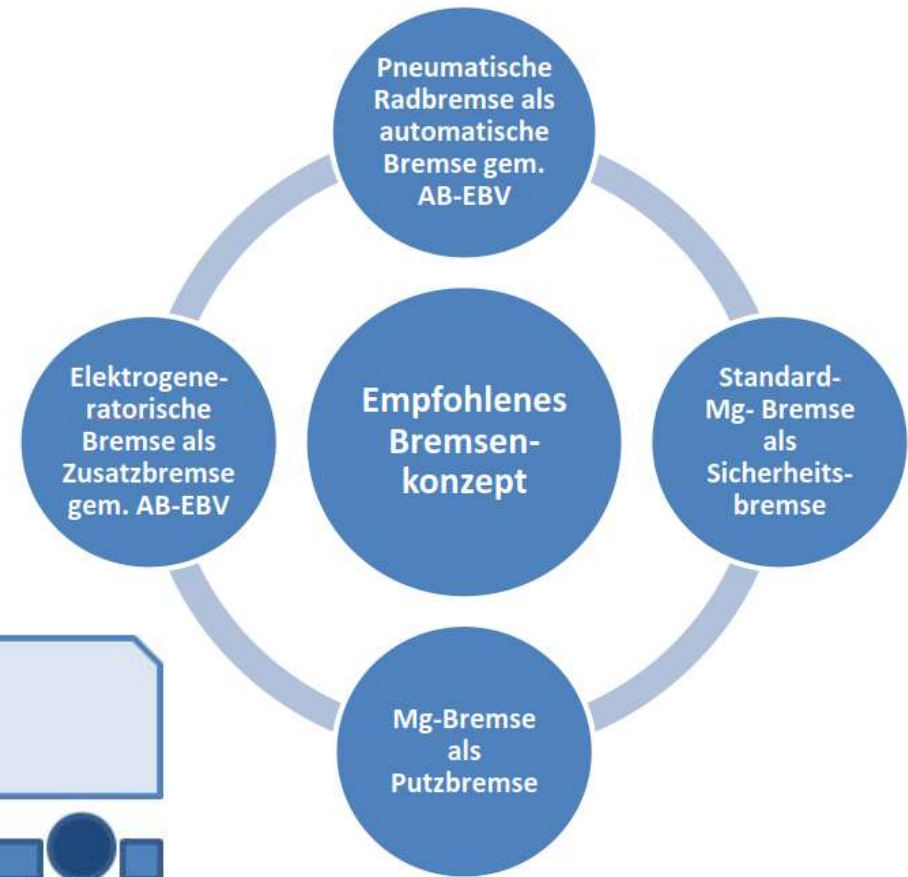 Pneumatische
Radbremse als
automatische
Bremse gem.
AB-EBV
Elektrogene-
ratorische
Bremse als
Zusatzbremse
gem. AB-EBV
Empfohlenes
Bremsen-
konzept
Standard-
Mg- Bremse
als
Sicherheits-
bremse
Mg-Bremse
als
Putzbremse